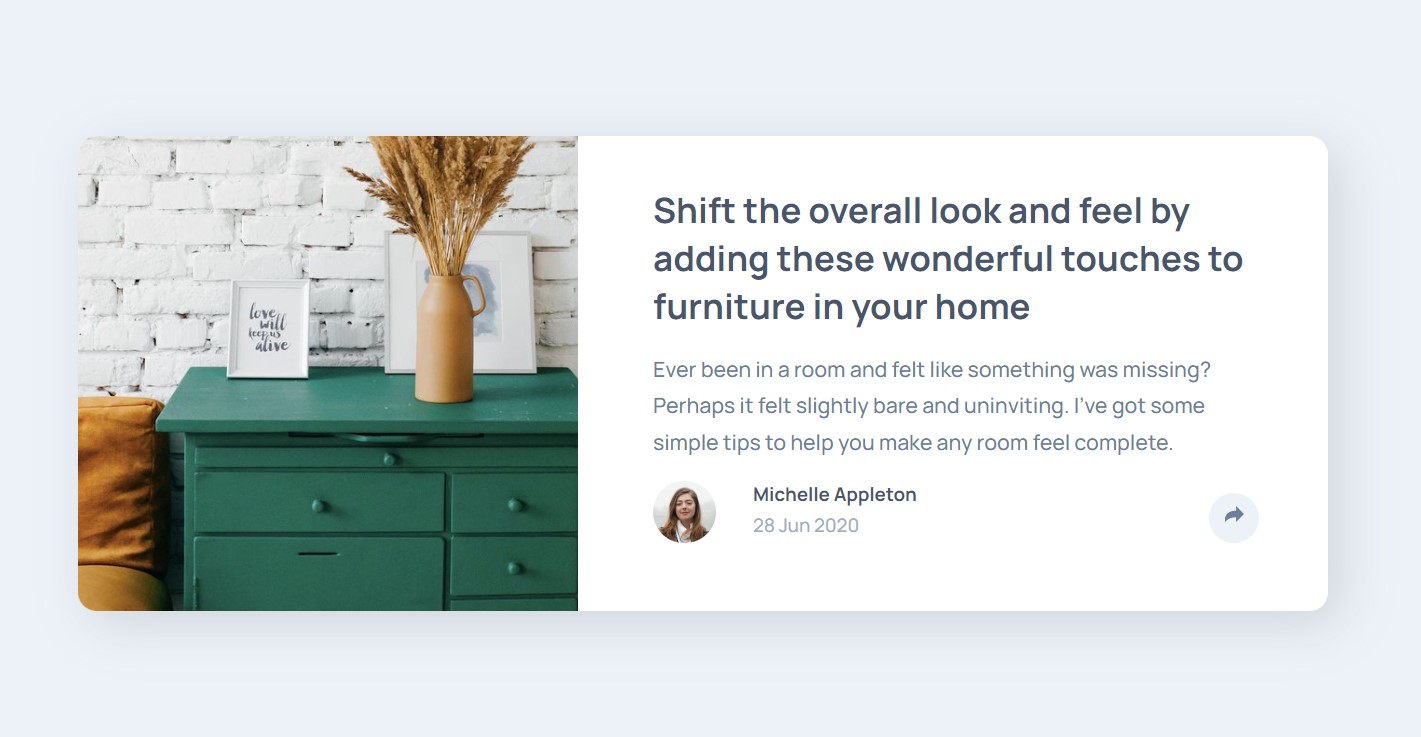 love
will
keep us
alive
Shift the overall look and feel by
adding these wonderful touches to
furniture in your home
Ever been in a room and felt like something was missing?
Perhaps it felt slightly bare and uninviting. I’ve got some
simple tips to help you make any room feel complete.
Michelle Appleton
28 Jun 2020